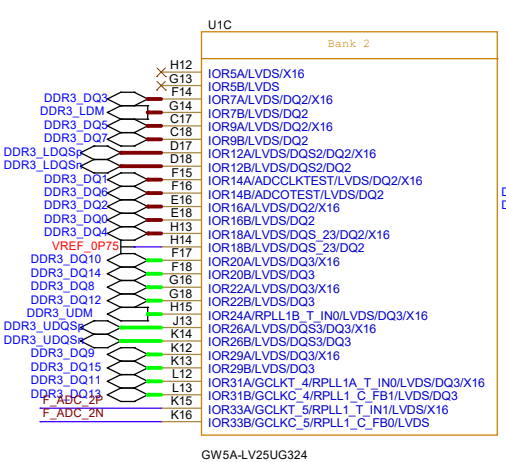 U1C
Bank 2
H12 IOR5A/LVDS/X16
G13 IOR5B/LVDS
DDR3_DQ3 F14 IOR7A/LVDS/DQ2/X16
DDR3_LDM G14 IOR7B/LVDS/DQ2
DDR3_DQ5 C17 IOR9A/LVDS/DQ2/X16
DDR3_DQ7 C18 IOR9B/LVDS/DQ2
DDR3_LDQSp D17 IOR12A/LVDS/DQS2/DQ2/X16
DDR3_LDQSn D18 IOR12B/LVDS/DQS2/DQ2
DDR3_DQ1 F15 IOR14A/ADCCLKTEST/LVDS/DQ2/X16
DDR3_DQ6 F16 IOR14B/ADCOTEST/LVDS/DQ2
DDR3_DQ2 E16 IOR16A/LVDS/DQ2/X16
DDR3_DQ0 E18 IOR16B/LVDS/DQ2
DDR3_DQ4 H13 IOR18A/LVDS/DQS_23/DQ2/X16
VREF_0P75 H14 IOR18B/LVDS/DQS_23/DQ2
DDR3_DQ10 F17 IOR20A/LVDS/DQ3/X16
DDR3_DQ14 F18 IOR20B/LVDS/DQ3
DDR3_DQ8 G16 IOR22A/LVDS/DQ3/X16
DDR3_DQ12 G18 IOR22B/LVDS/DQ3
DDR3_UDM H15 IOR24A/RPLL1B_T_IN0/LVDS/DQ3/X16
DDR3_UDQSp J13 IOR26A/LVDS/DQS3/DQ3/X16
DDR3_UDQSn K14 IOR26B/LVDS/DQS3/DQ3
DDR3_DQ9 K12 IOR29A/LVDS/DQ3/X16
DDR3_DQ15 K13 IOR29B/LVDS/DQ3
DDR3_DQ11 L12 IOR31A/GCLKT_4/RPLL1A_T_IN0/LVDS/DQ3/X16
DDR3_DQ13 L13 IOR31B/GCLKC_4/RPLL1_C_FB1/LVDS/DQ3
F_ADC_2P K15 IOR33A/GCLKT_5/RPLL1_T_IN1/LVDS/X16
F_ADC_2N K16 IOR33B/GCLKC_5/RPLL1_C_FB0/LVDS
GW5A-LV25UG324